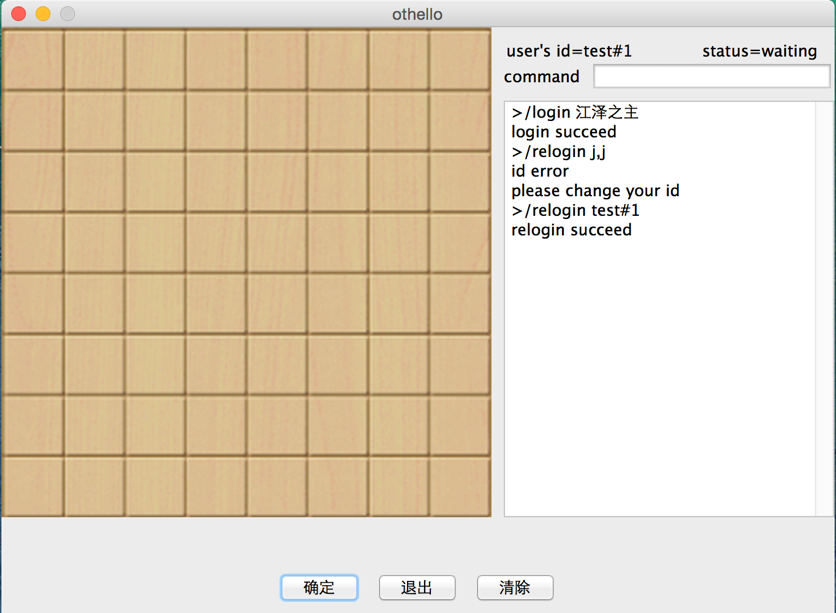 othello
user's id=test#1 status=waiting
command
>/login 江泽之主
login succeed
>/relogin j,j
id error
please change your id
>/relogin test#1
relogin succeed
确定 退出 清除